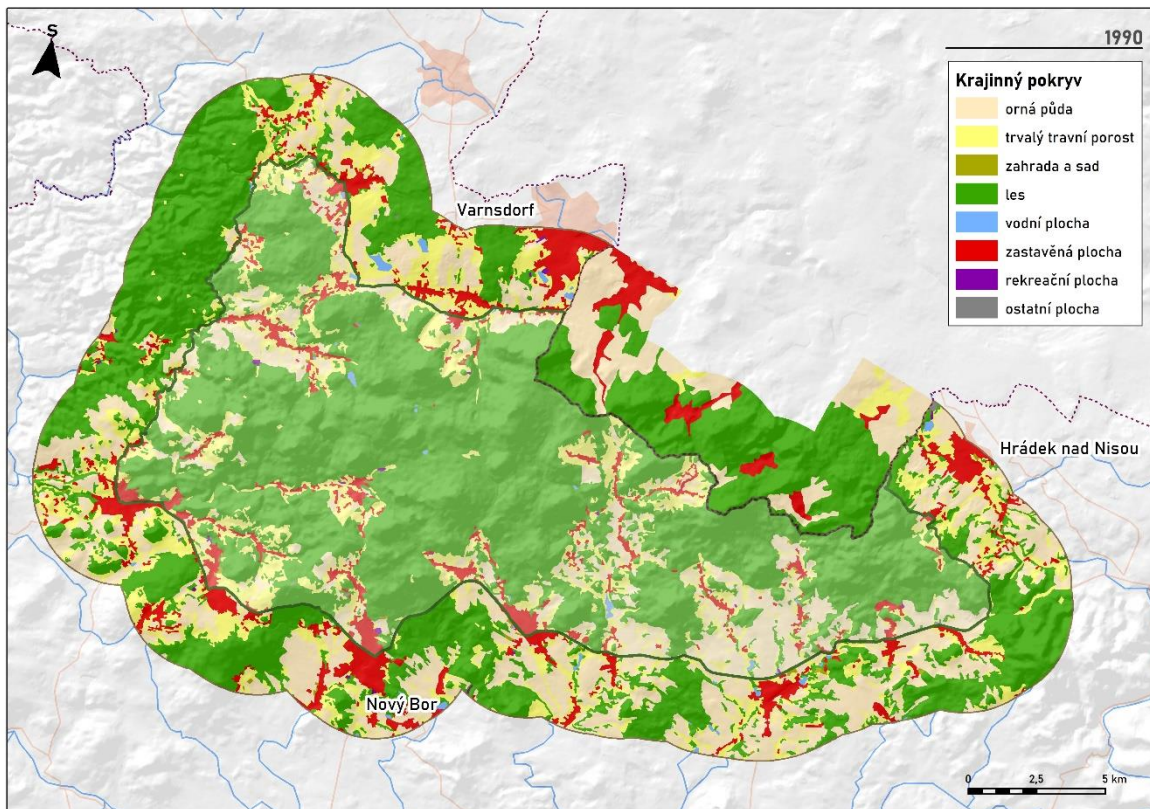 S
1990
Krajinný pokryv
orná půda
trvalý travní porost
zahrada a sad
les
vodní plocha
zastavěná plocha
rekreační plocha
ostatní plocha
Varnsdorf
Hrádek nad Nisou
Nový Bor
0 2,5 5 km